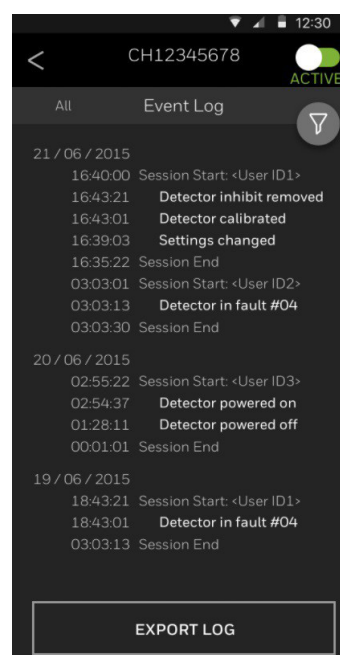 12:30
< CH12345678
ACTIVE
All Event Log
21 / 06 / 2015
16:40:00 Session Start: <User ID1>
16:43:21 Detector inhibit removed
16:43:01 Detector calibrated
16:39:03 Settings changed
16:35:22 Session End
03:03:01 Session Start: <User ID2>
03:03:13 Detector in fault #04
03:03:30 Session End
20 / 06 / 2015
02:55:22 Session Start: <User ID3>
02:54:37 Detector powered on
01:28:11 Detector powered off
00:01:01 Session End
19 / 06 / 2015
18:43:21 Session Start: <User ID1>
18:43:01 Detector in fault #04
03:03:13 Session End
EXPORT LOG